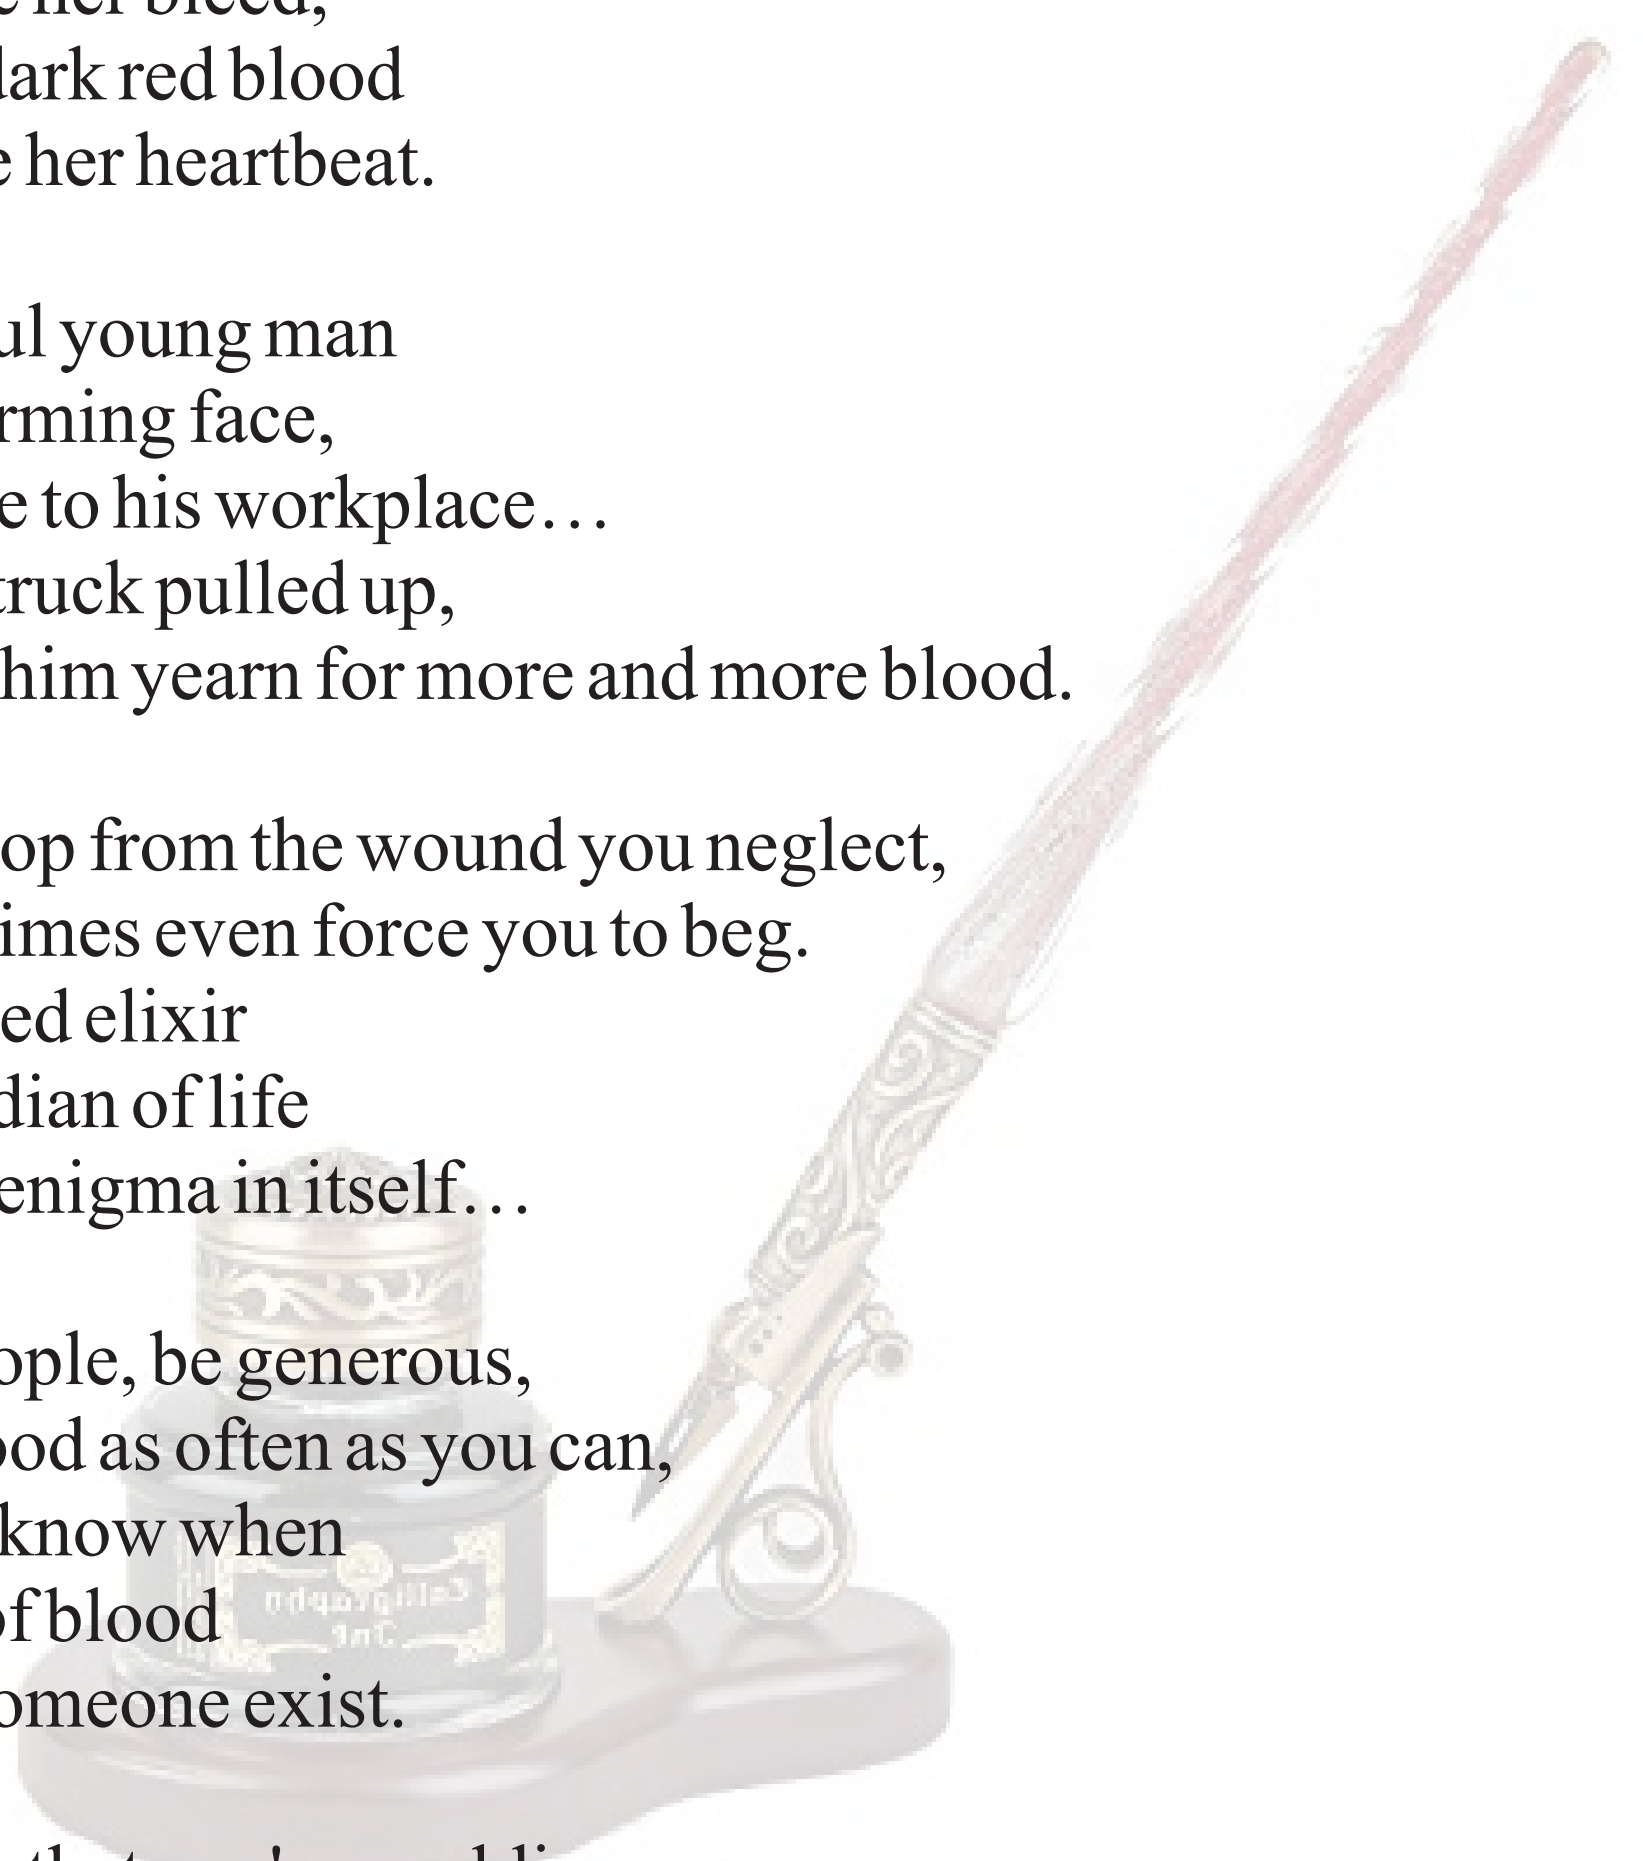 her bleed,
dark red blood
e her heartbeat.
ul young man
rming face,
e to his workplace…
truck pulled up,
him yearn for more and more blood.
op from the wound you neglect,
imes even force you to beg.
ed elixir
dian of life
enigma in itself…
ople, be generous,
ood as often as you can,
know when
of blood
omeone exist.